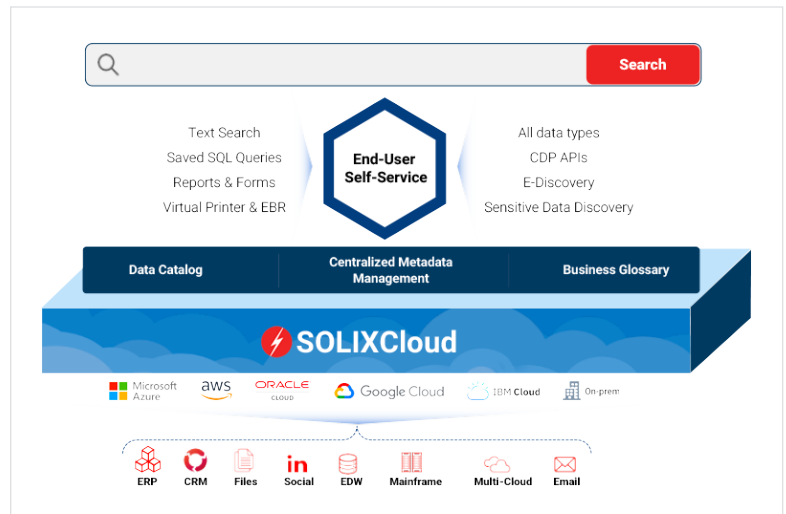 Search
Text Search
Saved SQL Queries
Reports & Forms
Virtual Printer & EBR
End-User
Self-Service
All data types
CDP APIs
E-Discovery
Sensitive Data Discovery
Data Catalog
Centralized Metadata
Management
Business Glossary
SOLIXCloud
Microsoft
Azure
aws
ORACLE
CLOUD
Google Cloud
IBM Cloud
On-prem
ERP
CRM
Files
in
Social
EDW
Mainframe
Multi-Cloud
Email